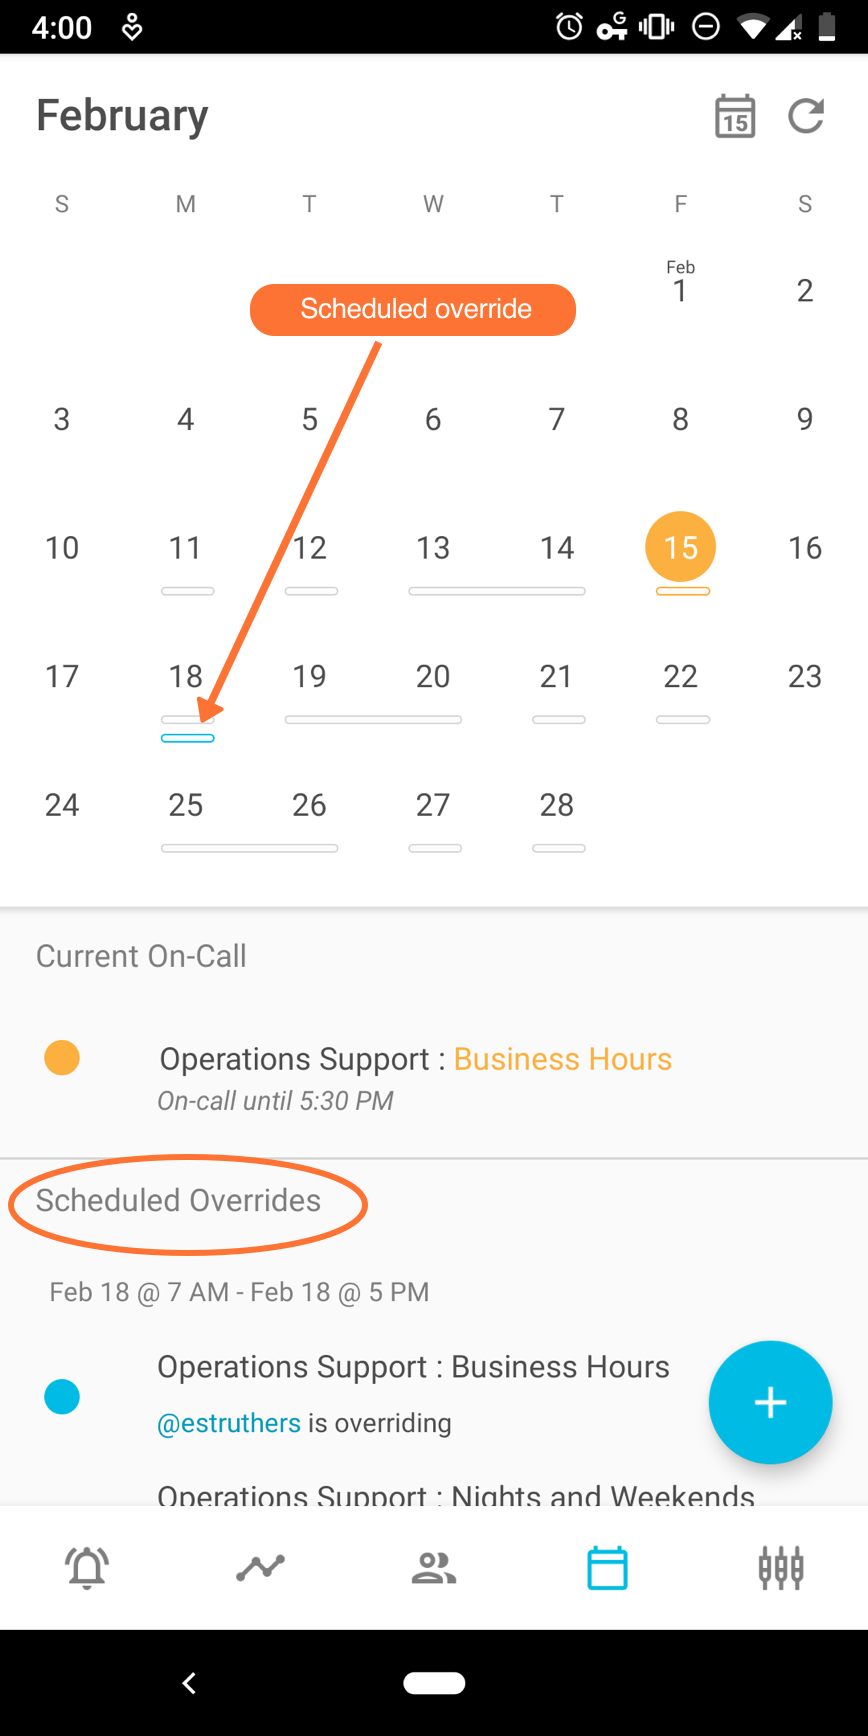 4:00
February
15
S M T W T F S
Feb
1 2
Scheduled override
3 4 5 6 7 8 9
10 11 12 13 14 15 16
17 18 19 20 21 22 23
24 25 26 27 28
Current On-Call
Operations Support : Business Hours
On-call until 5:30 PM
Scheduled Overrides
Feb 18 @ 7 AM - Feb 18 @ 5 PM
Operations Support : Business Hours
@estruthers is overriding
Operations Support : Nights and Weekends